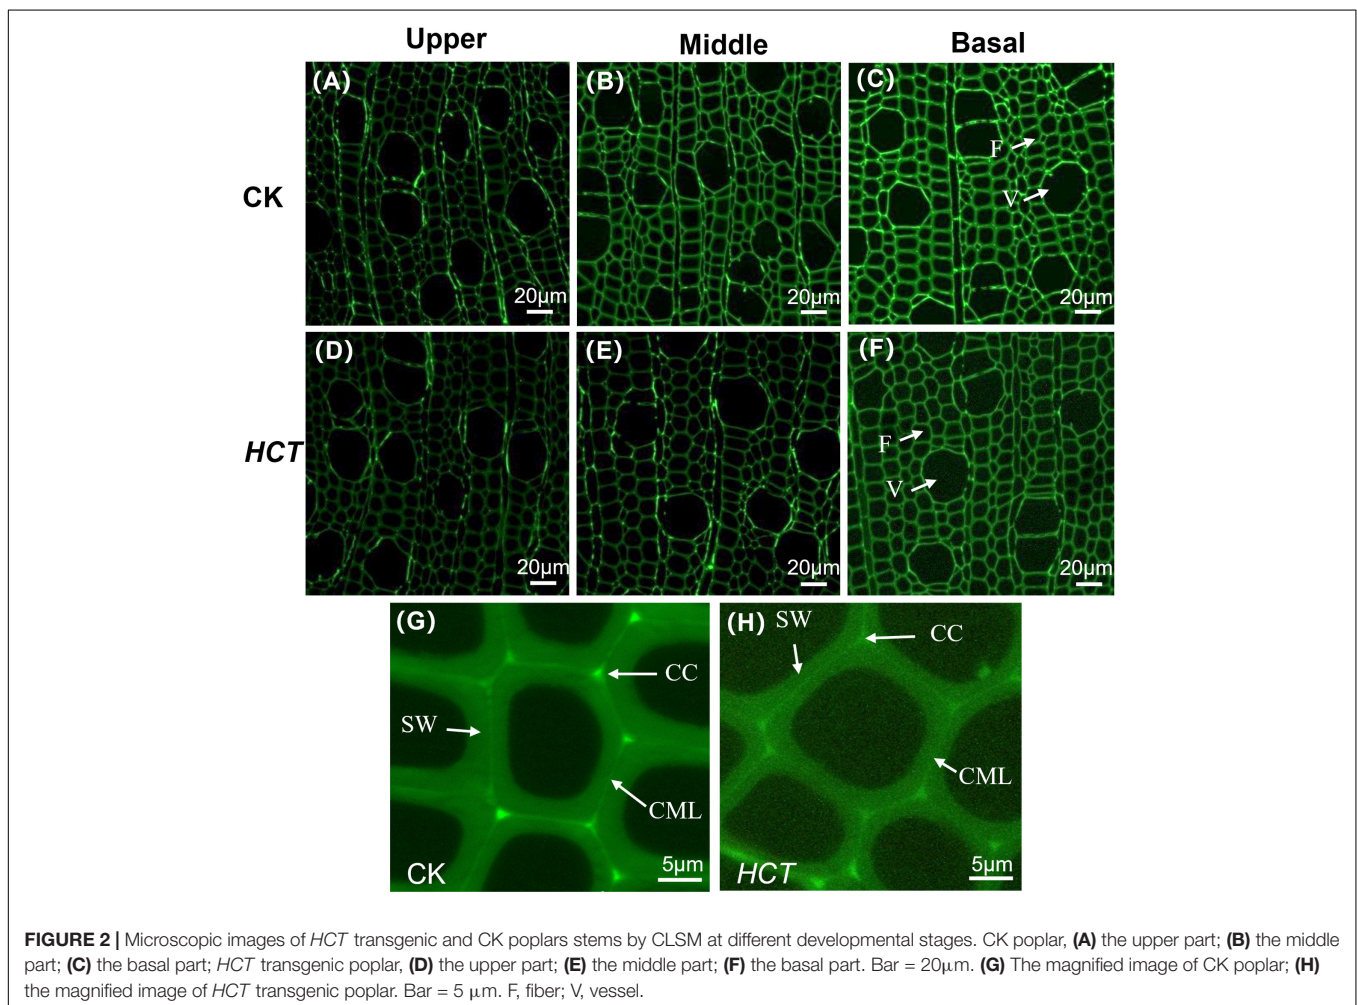 Upper Middle Basal
(A) (B) (C)
F
V
CK
20μm 20μm 20μm
(D) (E) (F)
F
HCT
V
20μm 20μm 20μm
(G) (H) SW CC
CC
SW
CML
CML
5μm 5μm
CK HCT
FIGURE 2 | Microscopic images of HCT transgenic and CK poplars stems by CLSM at different developmental stages. CK poplar, (A) the upper part; (B) the middle
part; (C) the basal part; HCT transgenic poplar, (D) the upper part; (E) the middle part; (F) the basal part. Bar = 20μm. (G) The magnified image of CK poplar; (H)
the magnified image of HCT transgenic poplar. Bar = 5 μm. F, fiber; V, vessel.